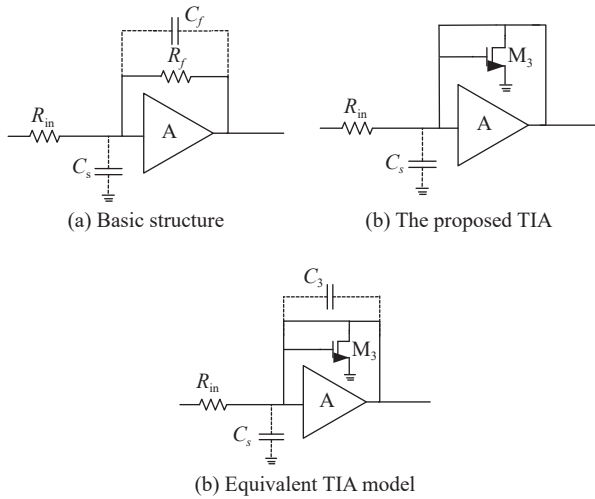 C_f
R_f
R_in
A
C_s
(a) Basic structure
M_3
R_in
A
C_s
(b) The proposed TIA
C_3
M_3
R_in
A
C_s
(b) Equivalent TIA model